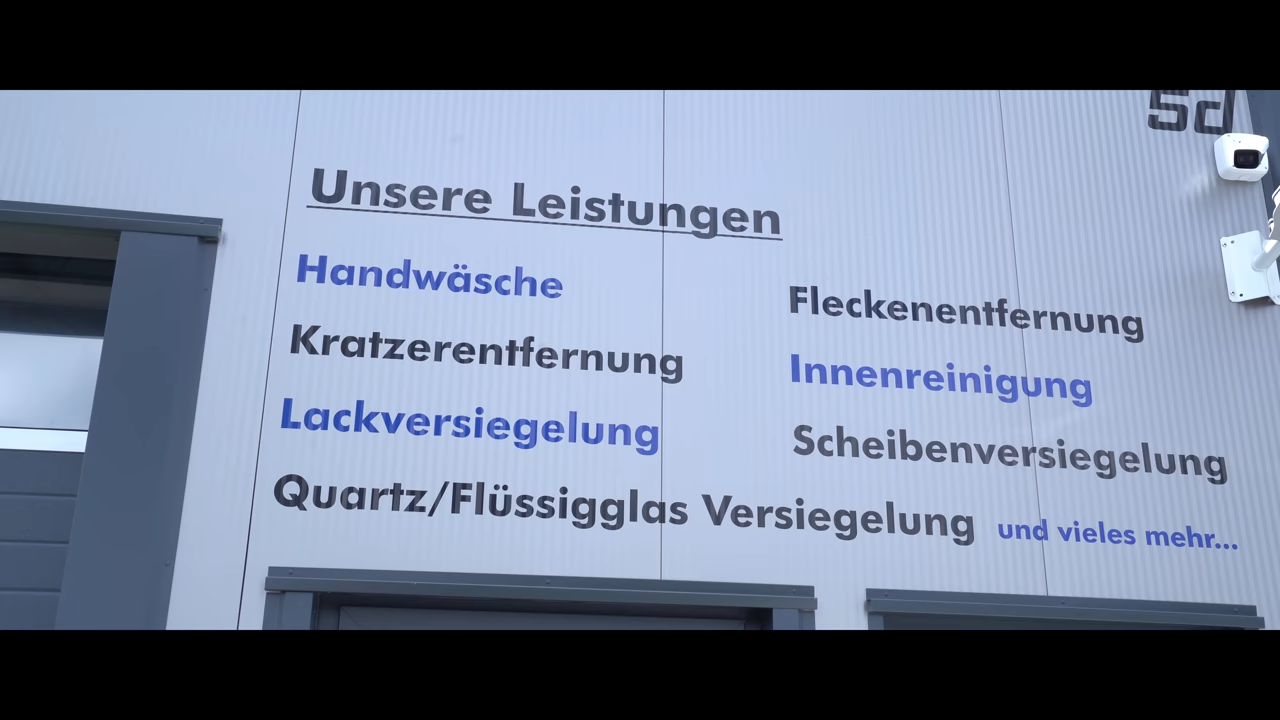 Unsere Leistungen
Handwäsche
Kratzerentfernung
Lackversiegelung
Quartz/Flüssigglas Versiegelung
Fleckenentfernung
Innenreinigung
Scheibenversiegelung
und vieles mehr...